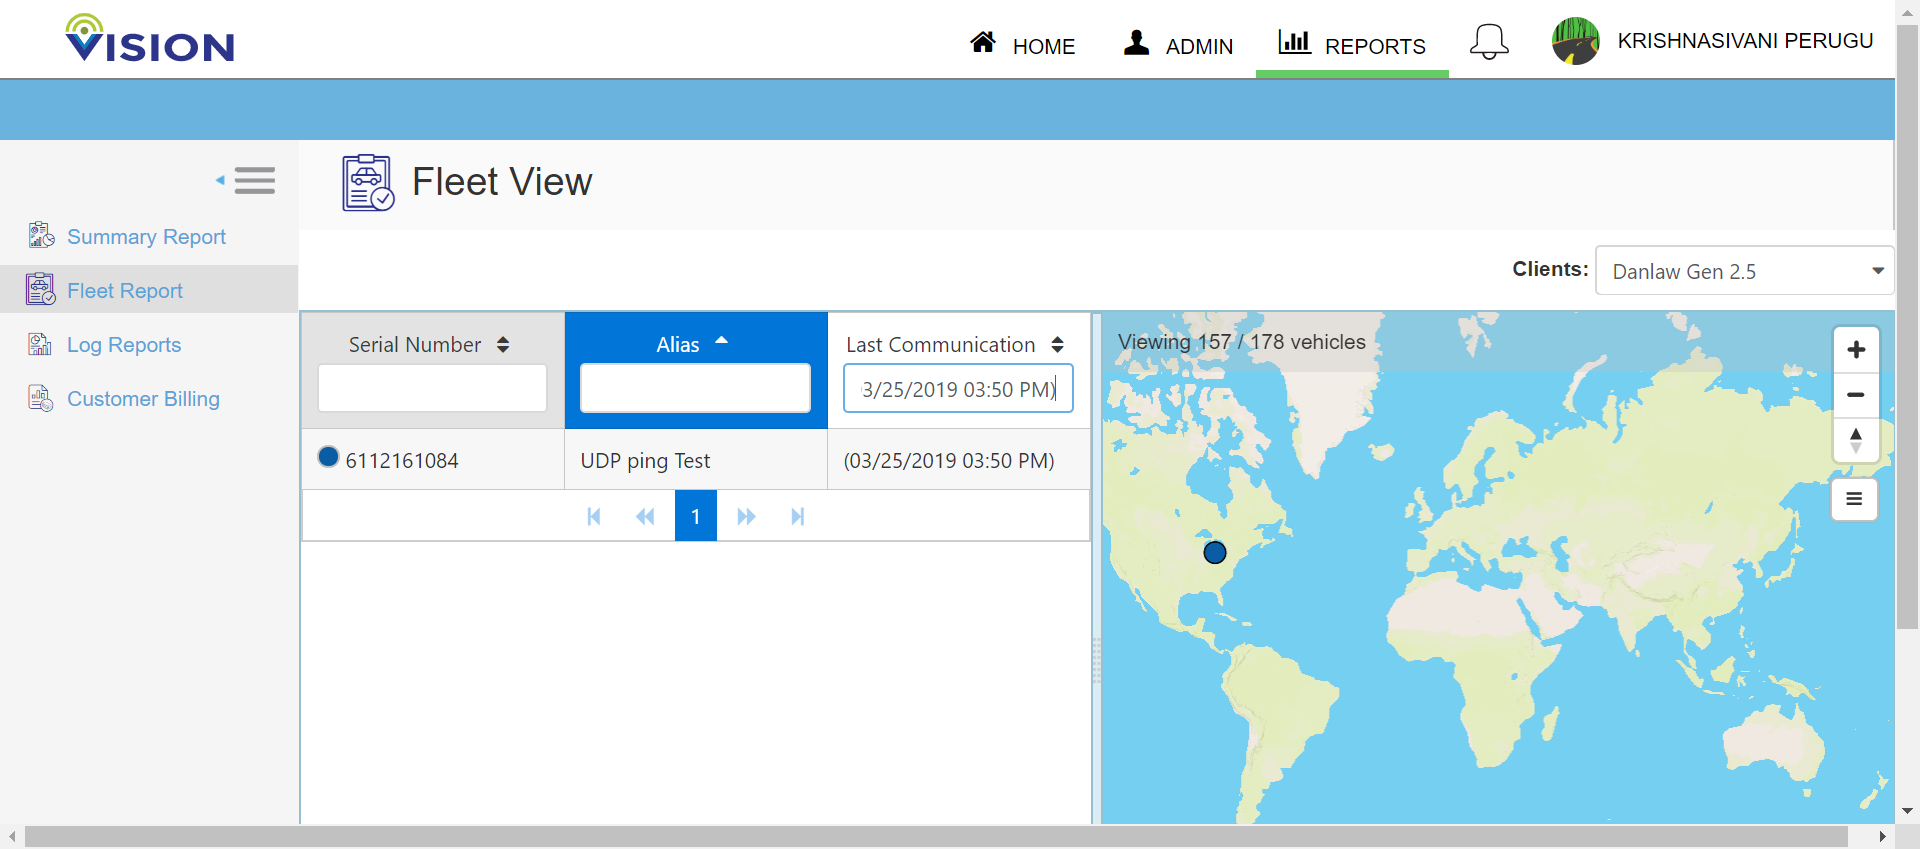 VISION
HOME
ADMIN
REPORTS
KRISHNASIVANI PERUGU
Fleet View
Summary Report
Fleet Report
Log Reports
Customer Billing
Clients:
Danlaw Gen 2.5
Serial Number
Alias
Last Communication
3/25/2019 03:50 PM)
6112161084
UDP ping Test
(03/25/2019 03:50 PM)
1
Viewing 157 / 178 vehicles